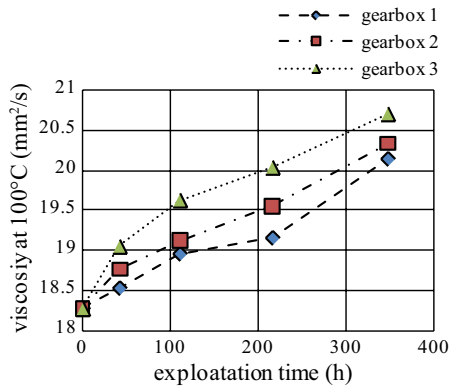 gearbox 1
gearbox 2
gearbox 3
21
20.5
20
19.5
19
18.5
18
0
100
200
300
400
viscosiy at 100°C (mm²/s)
exploatation time (h)